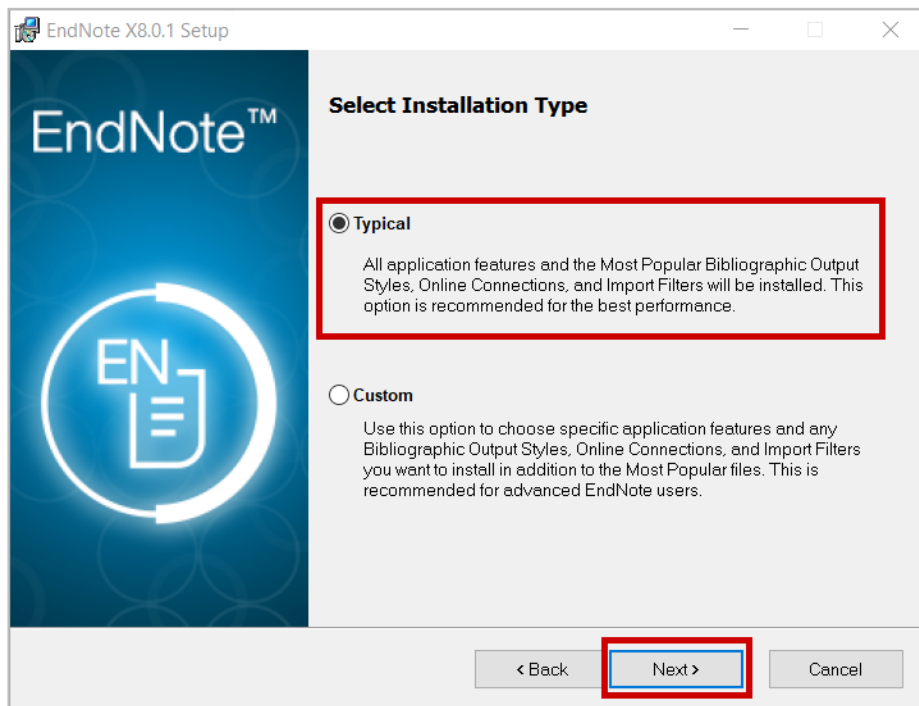 EndNote X8.0.1 Setup
EndNote™
Select Installation Type
Typical
All application features and the Most Popular Bibliographic Output
Styles, Online Connections, and Import Filters will be installed. This
option is recommended for the best performance.
EN
Custom
Use this option to choose specific application features and any
Bibliographic Output Styles, Online Connections, and Import Filters
you want to install in addition to the Most Popular files. This is
recommended for advanced EndNote users.
< Back
Next >
Cancel